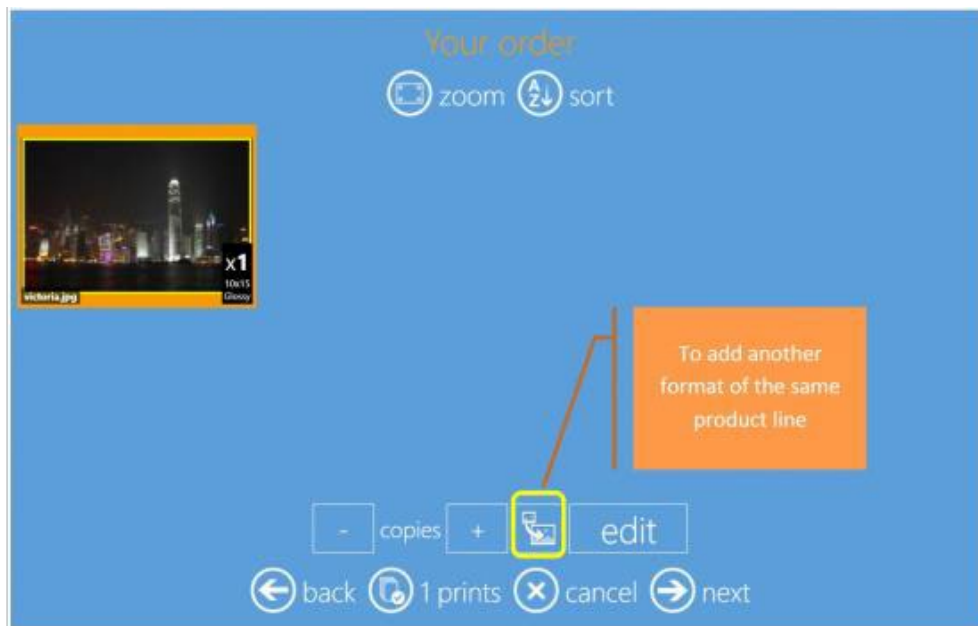 Your order
zoom A Z sort
x1
10x15
victoria.jpg Glossy
To add another
format of the same
product line
- copies + edit
back 1 prints cancel next